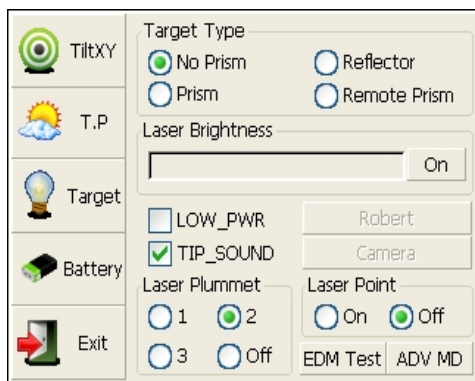 TiltXY
T.P
Target
Battery
Exit
Target Type
No Prism
Reflector
Prism
Remote Prism
Laser Brightness
On
LOW_PWR
Robert
TIP_SOUND
Camera
Laser Plummet
1
2
3
Off
Laser Point
On
Off
EDM Test
ADV MD